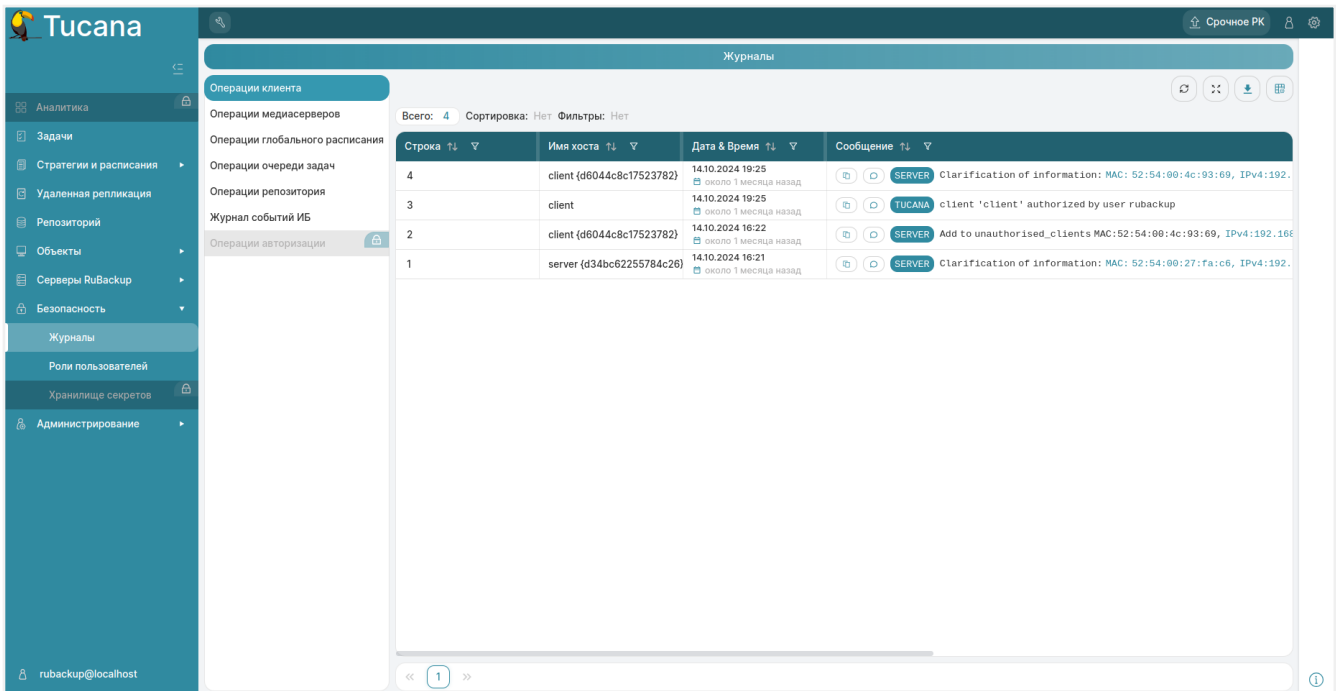 Tucana
Срочное РК
Аналитика
Задачи
Стратегии и расписания
Удаленная репликация
Репозиторий
Объекты
Серверы RuBackup
Безопасность
Журналы
Роли пользователей
Хранилище секретов
Администрирование
rubackup@localhost
Журналы
Операции клиента
Операции медиасерверов
Операции глобального расписания
Операции очереди задач
Операции репозитория
Журнал событий ИБ
Операции авторизации
Всего: 4 Сортировка: Нет Фильтры: Нет
Строка Имя хоста Дата & Время Сообщение
4 client {d6044c8c17523782} 14.10.2024 19:25 SERVER Clarification of information: MAC: 52:54:00:4c:93:69, IPv4:192.
около 1 месяца назад
3 client 14.10.2024 19:25 TUCANA client 'client' authorized by user rubackup
около 1 месяца назад
2 client {d6044c8c17523782} 14.10.2024 16:22 SERVER Add to unauthorised_clients MAC:52:54:00:4c:93:69, IPv4:192.168
около 1 месяца назад
1 server {d34bc62255784c26} 14.10.2024 16:21 SERVER Clarification of information: MAC: 52:54:00:27:fa:c6, IPv4:192.
около 1 месяца назад
1